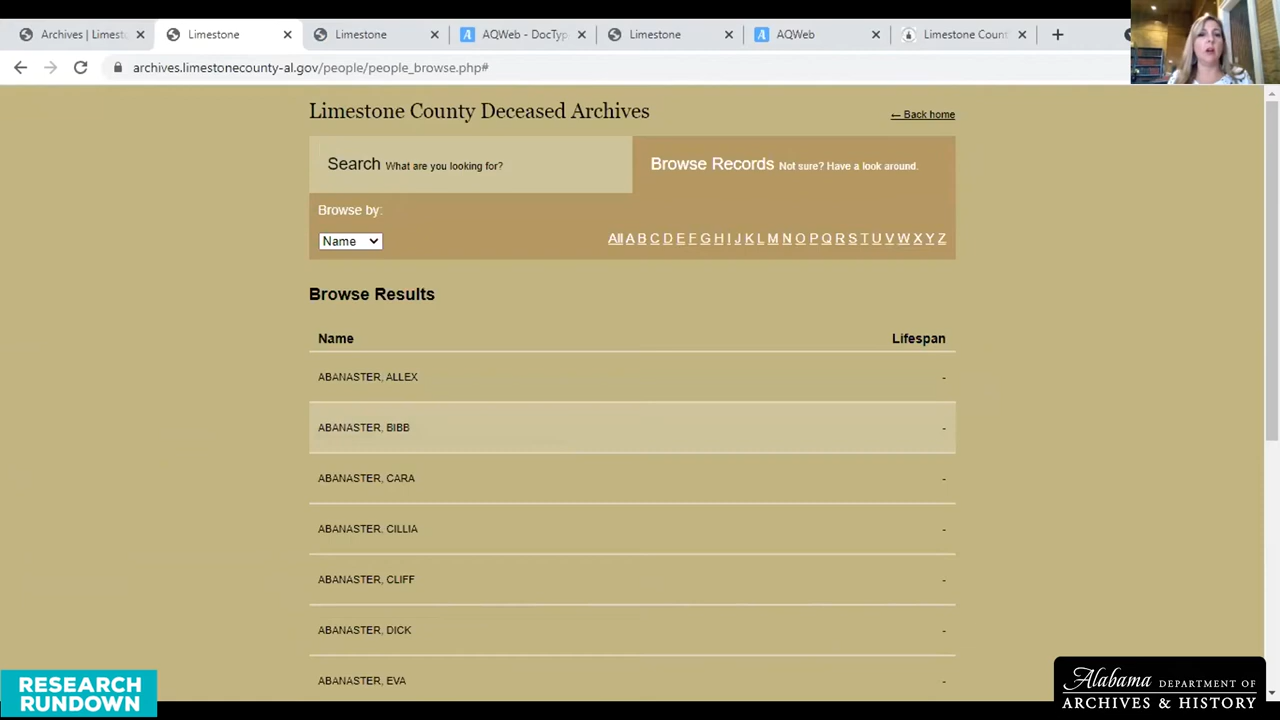 Archives | Limest
Limestone
Limestone
AQWeb - DocTyp
Limestone
AQWeb
Limestone Coun
archives.limestonecounty-al.gov/people/people_browse.php#
Limestone County Deceased Archives
← Back home
Search What are you looking for?
Browse Records Not sure? Have a look around.
Browse by:
Name
All A B C D E F G H I J K L M N O P Q R S T U V W X Y Z
Browse Results
Name Lifespan
ABANASTER, ALLEX -
ABANASTER, BIBB -
ABANASTER, CARA -
ABANASTER, CILLIA -
ABANASTER, CLIFF -
ABANASTER, DICK -
ABANASTER, EVA -
RESEARCH
RUNDOWN
Alabama DEPARTMENT OF
ARCHIVES & HISTORY